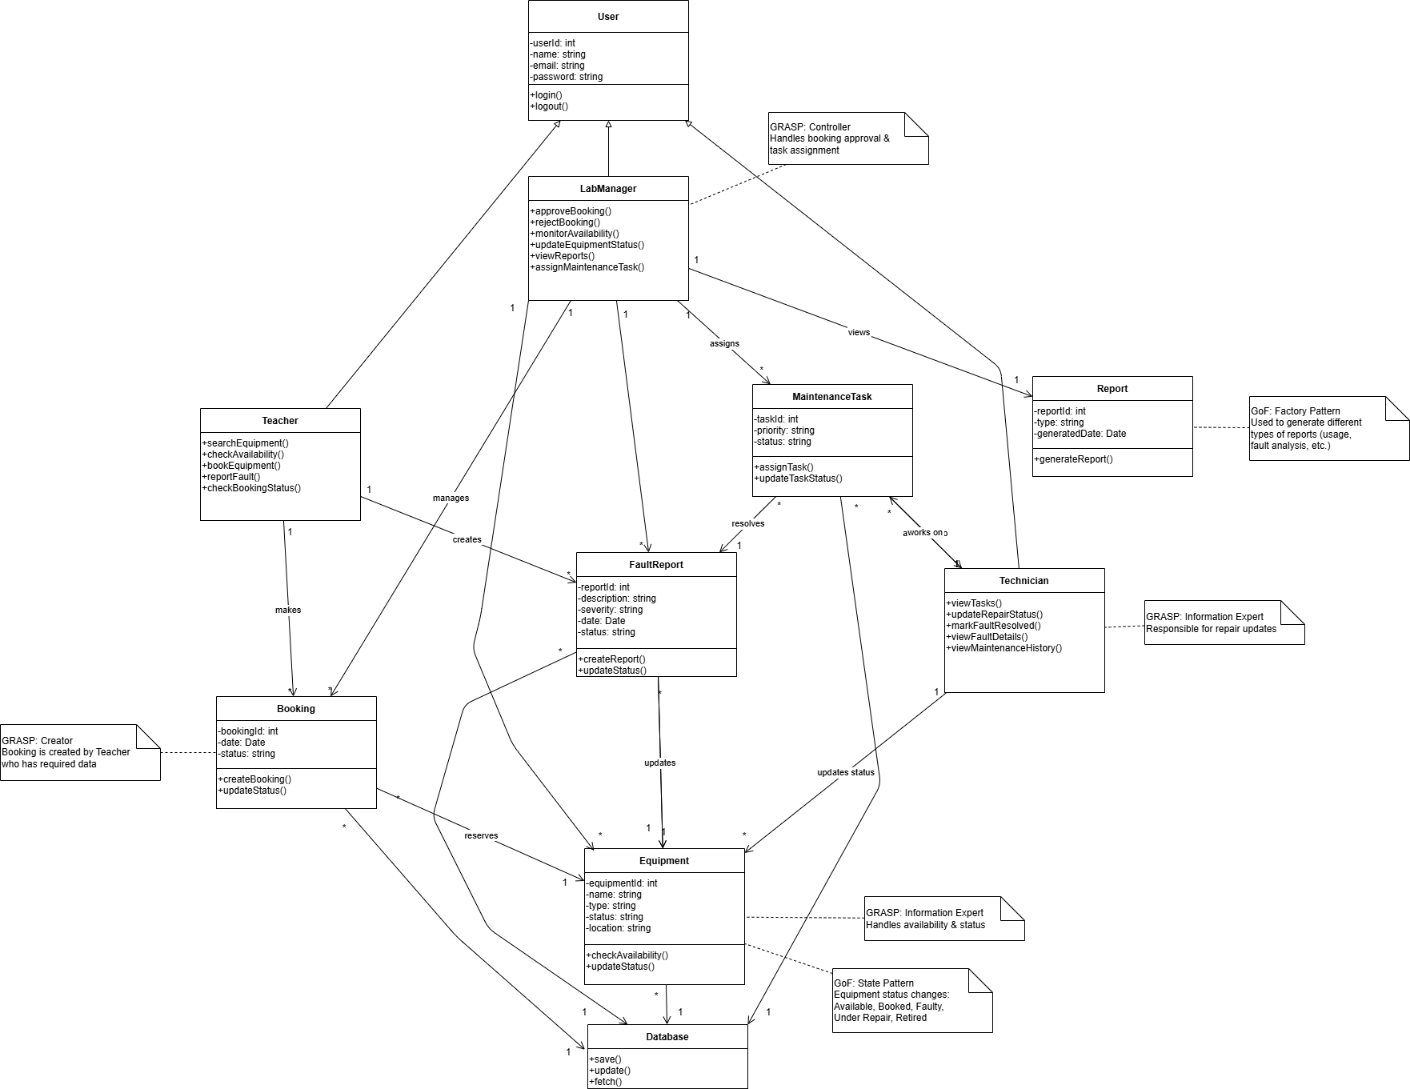 User
-userId: int
-name: string
-email: string
-password: string
+login()
+logout()
GRASP: Controller
Handles booking approval &
task assignment
LabManager
+approveBooking()
+rejectBooking()
+monitorAvailability()
+updateEquipmentStatus()
+viewReports()
+assignMaintenanceTask()
1
1
1
1
1
assigns
views
*
1
MaintenanceTask
-taskId: int
-priority: string
-status: string
+assignTask()
+updateTaskStatus()
Report
-reportId: int
-type: string
-generatedDate: Date
+generateReport()
GoF: Factory Pattern
Used to generate different
types of reports (usage,
fault analysis, etc.)
Teacher
+searchEquipment()
+checkAvailability()
+bookEquipment()
+reportFault()
+checkBookingStatus()
1
1
manages
creates
makes
*
*
*
*
*
resolves
1
works on
FaultReport
-reportId: int
-description: string
-severity: string
-date: Date
-status: string
+createReport()
+updateStatus()
*
*
Technician
+viewTasks()
+updateRepairStatus()
+markFaultResolved()
+viewFaultDetails()
+viewMaintenanceHistory()
1
GRASP: Information Expert
Responsible for repair updates
*
*
Booking
-bookingId: int
-date: Date
-status: string
+createBooking()
+updateStatus()
*
*
GRASP: Creator
Booking is created by Teacher
who has required data
updates
updates status
reserves
1
*
1
1
*
Equipment
-equipmentId: int
-name: string
-type: string
-status: string
-location: string
+checkAvailability()
+updateStatus()
GRASP: Information Expert
Handles availability & status
GoF: State Pattern
Equipment status changes:
Available, Booked, Faulty,
Under Repair, Retired
*
1
1
1
1
Database
+save()
+update()
+fetch()